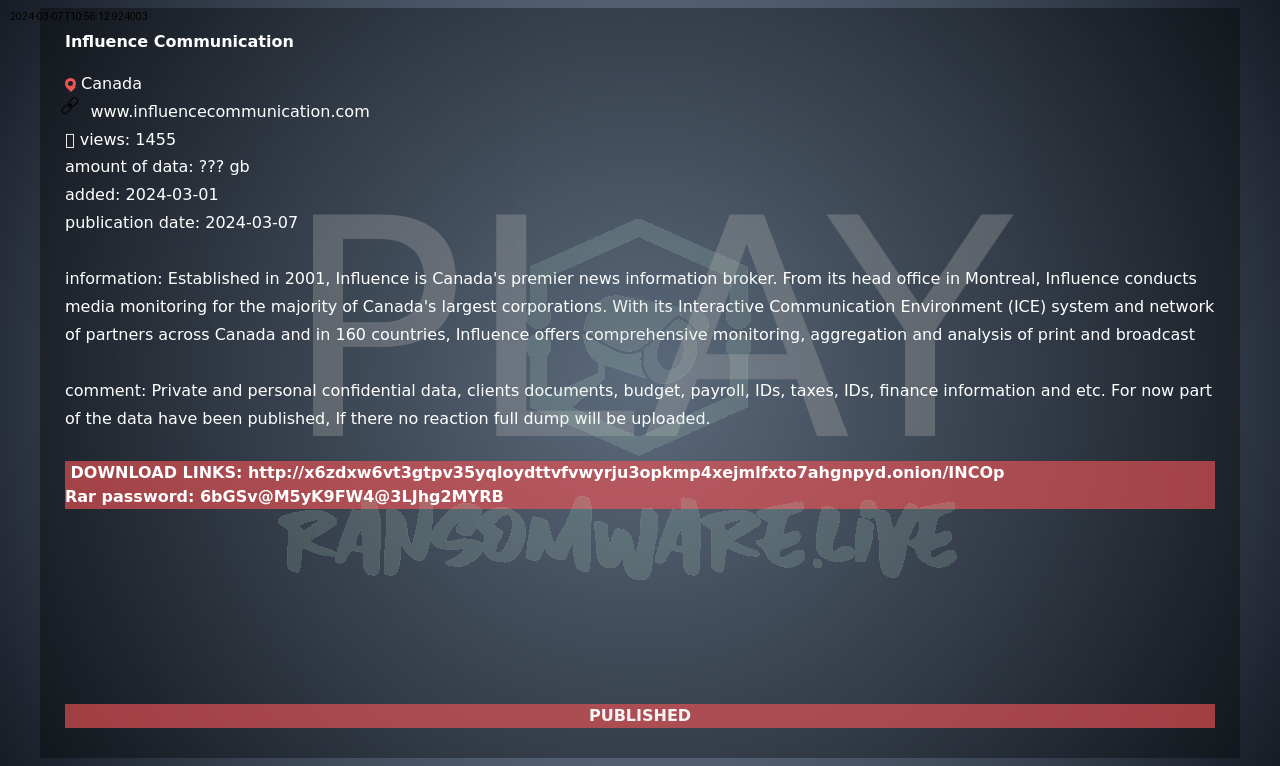 2024-03-07T10:56:12.924003
Influence Communication
Canada
www.influencecommunication.com
views: 1455
amount of data: ??? gb
added: 2024-03-01
publication date: 2024-03-07
information: Established in 2001, Influence is Canada's premier news information broker. From its head office in Montreal, Influence conducts
media monitoring for the majority of Canada's largest corporations. With its Interactive Communication Environment (ICE) system and network
of partners across Canada and in 160 countries, Influence offers comprehensive monitoring, aggregation and analysis of print and broadcast
comment: Private and personal confidential data, clients documents, budget, payroll, IDs, taxes, IDs, finance information and etc. For now part
of the data have been published, If there no reaction full dump will be uploaded.
DOWNLOAD LINKS: http://x6zdxw6vt3gtpv35yqloydttvfvwyrju3opkmp4xejmlfxto7ahgnpyd.onion/INCOp
Rar password: 6bGSv@M5yK9FW4@3LJhg2MYRB
PLAY
RANSOMWARE.LIVE
PUBLISHED